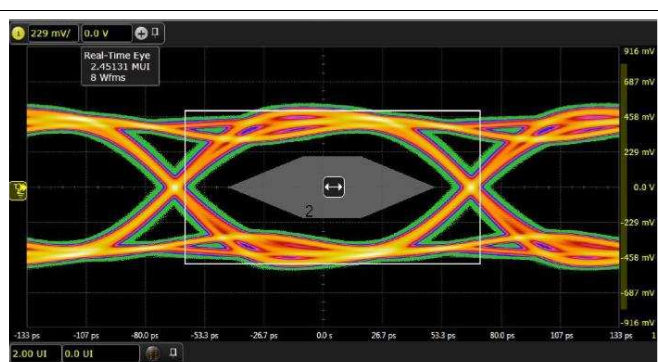 1 229 mV/ 0.0 V
Real-Time Eye
2.45131 MUI
8 Wfms
916 mV
687 mV
458 mV
229 mV
0.0 V
-229 mV
-458 mV
-687 mV
-916 mV
2
-133 ps -107 ps -80.0 ps -53.3 ps -26.7 ps 0.0 s 26.7 ps 53.3 ps 80.0 ps 107 ps 133 ps 1
2.00 UI 0.0 UI